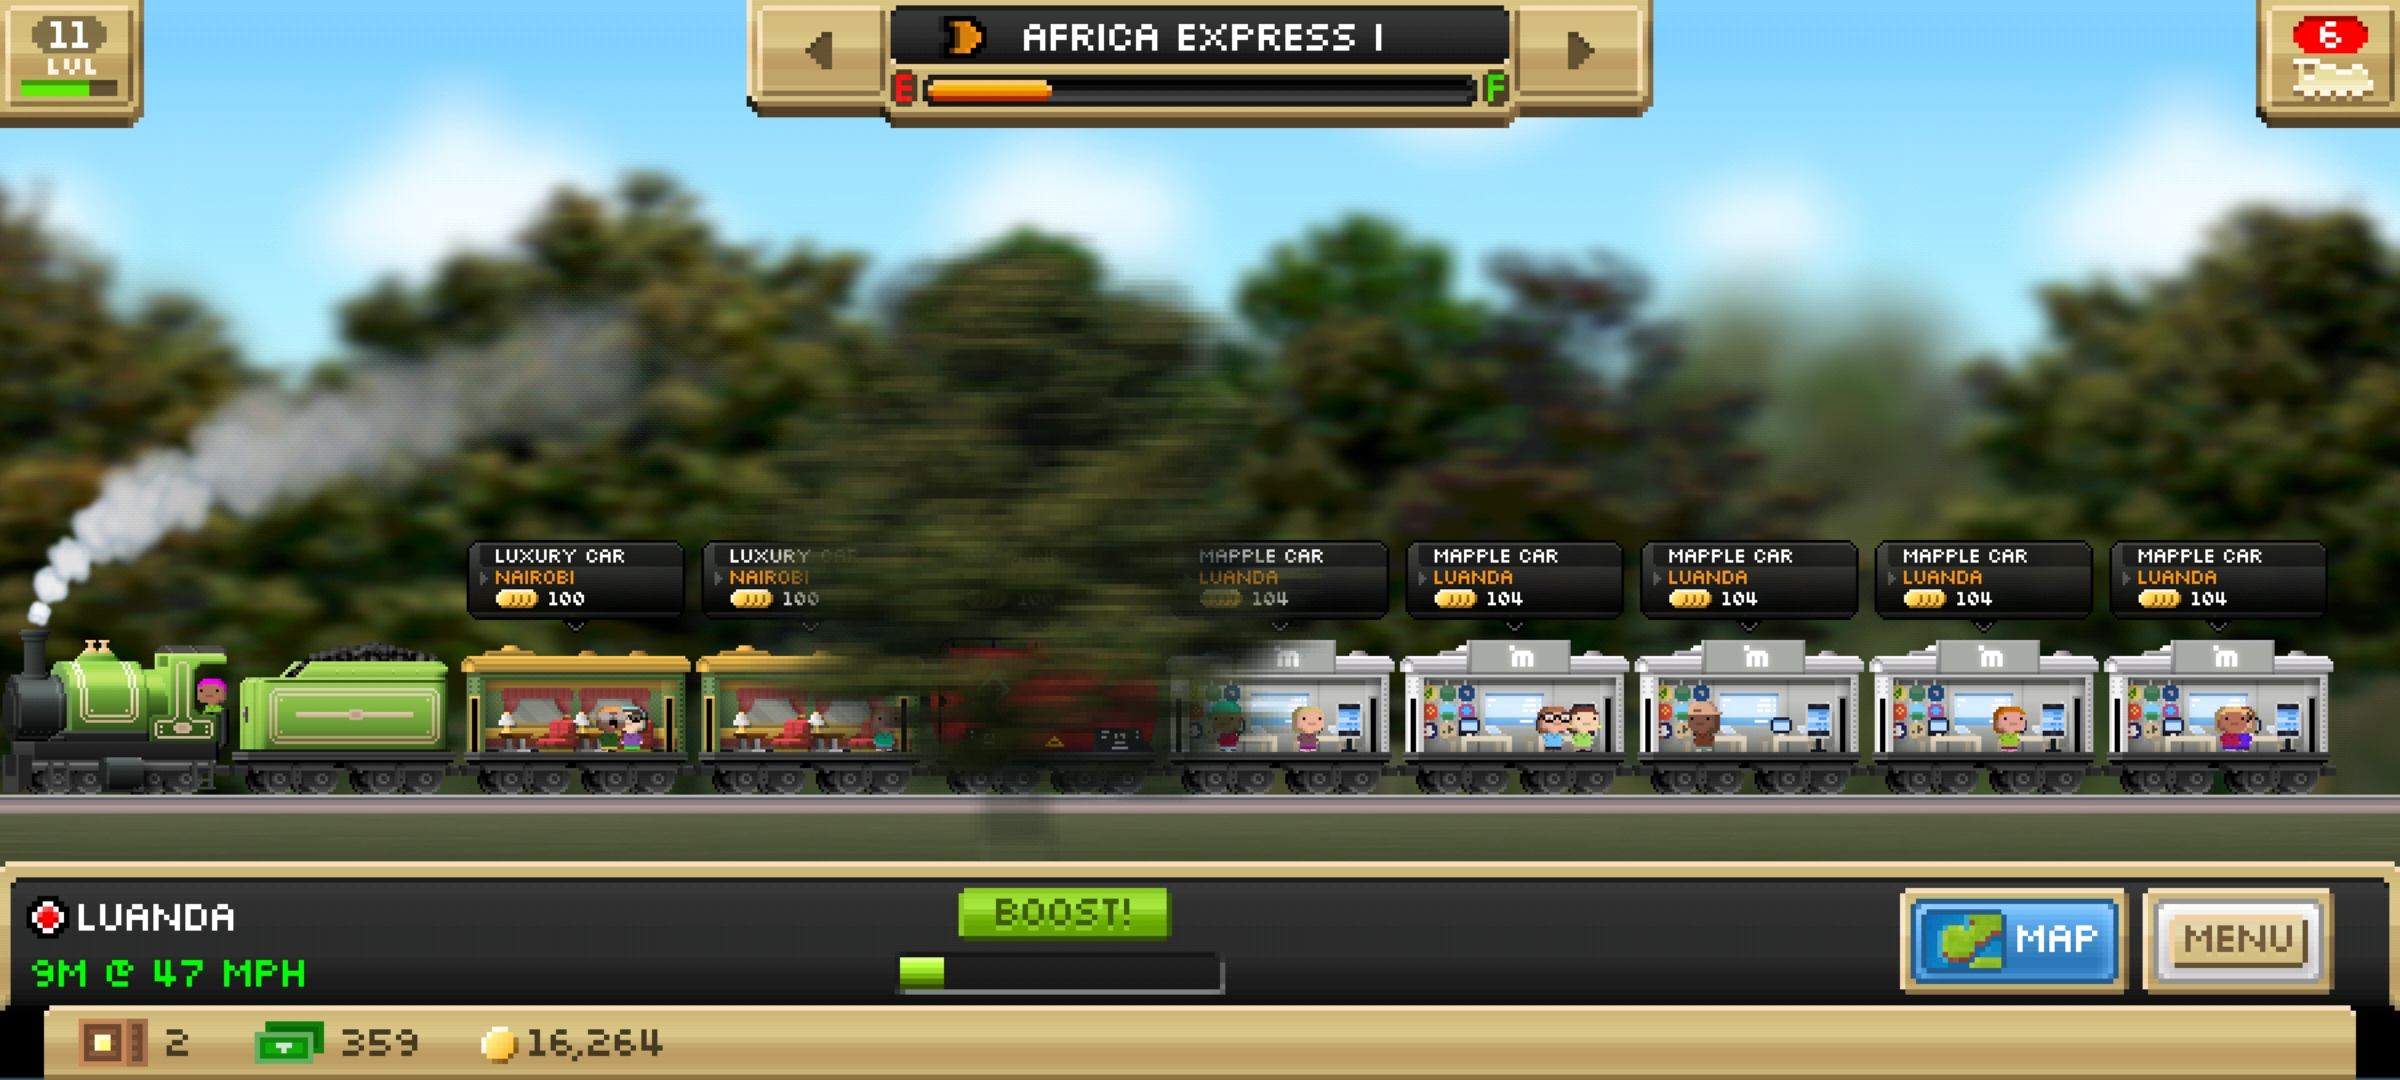 11
LVL
AFRICA EXPRESS I
E
F
6
LUXURY CAR
NAIROBI
100
LUXURY CAR
NAIROBI
100
100
MAPPLE CAR
LUANDA
104
MAPPLE CAR
LUANDA
104
MAPPLE CAR
LUANDA
104
MAPPLE CAR
LUANDA
104
MAPPLE CAR
LUANDA
104
m
m
m
m
m
LUANDA
9M @ 47 MPH
BOOST!
MAP
MENU
2
359
16,264